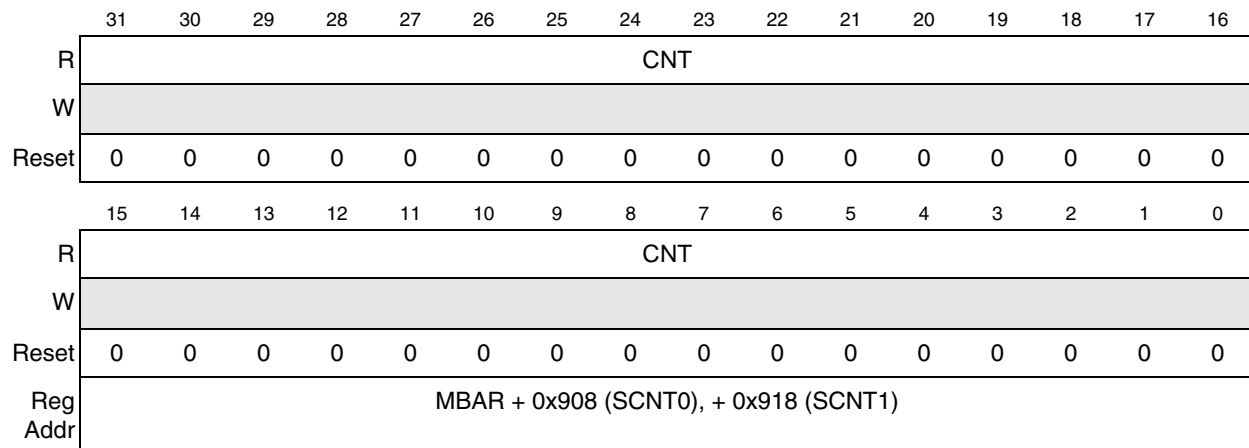 31 30 29 28 27 26 25 24 23 22 21 20 19 18 17 16
R CNT
W
Reset 0 0 0 0 0 0 0 0 0 0 0 0 0 0 0 0
15 14 13 12 11 10 9 8 7 6 5 4 3 2 1 0
R CNT
W
Reset 0 0 0 0 0 0 0 0 0 0 0 0 0 0 0 0
Reg MBAR + 0x908 (SCNT0), + 0x918 (SCNT1)
Addr